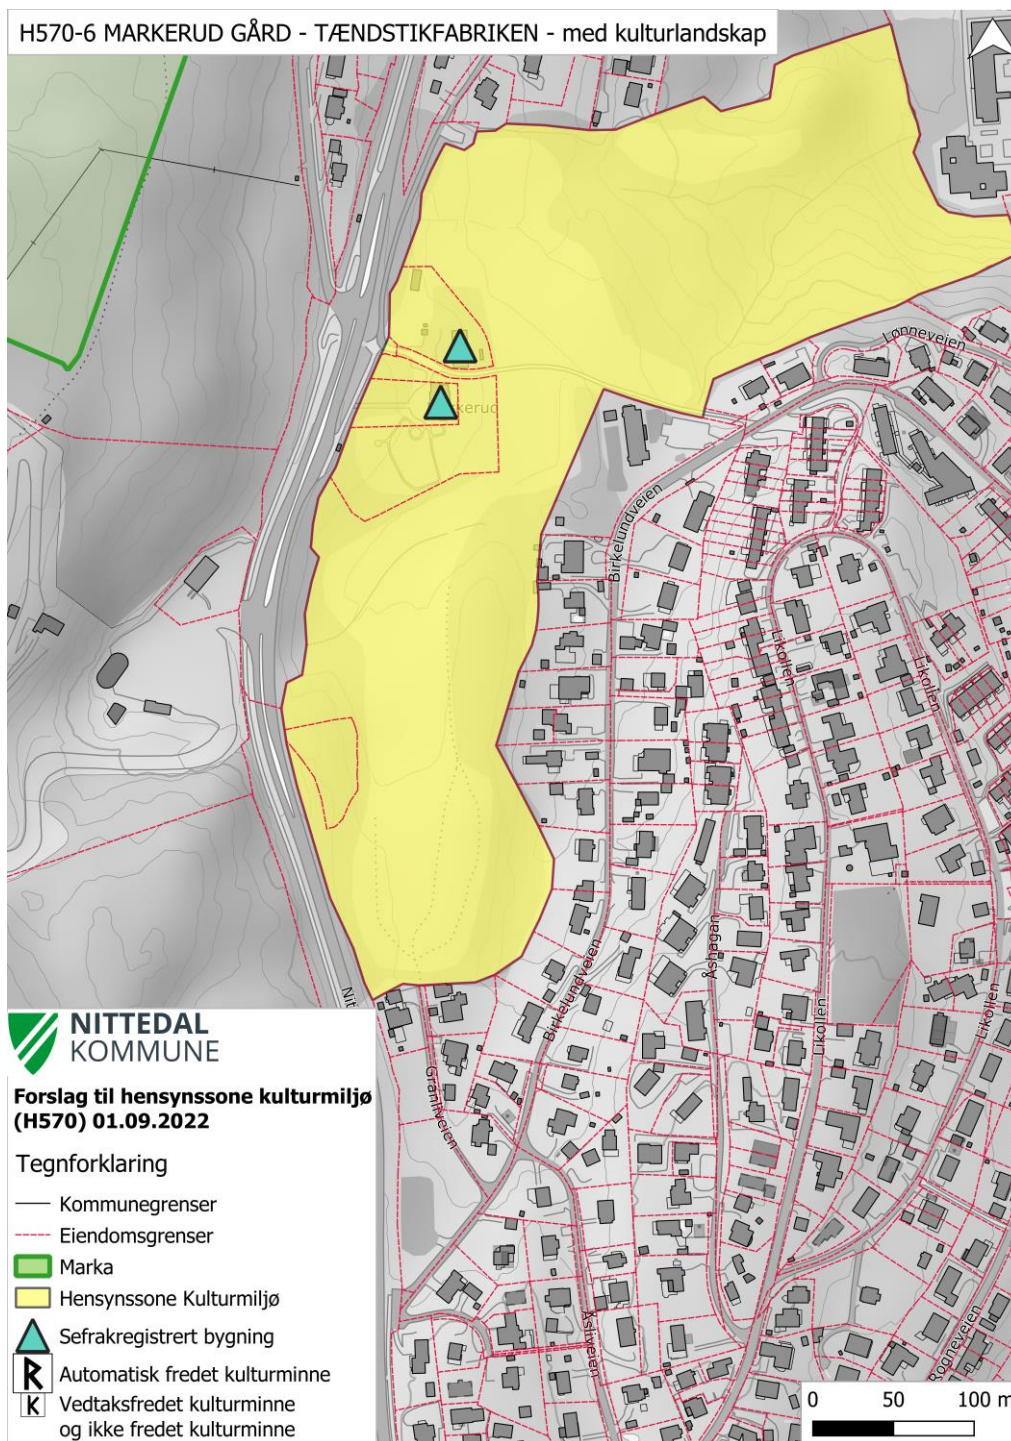 H570-6 MARKERUD GÅRD - TÆNDSTIKFABRIKEN - med kulturlandskap
Lønneveien
kerud
Birkelundveien
Likollen
Likollen
Åshagan
Birkelundveien
Likollen
Likollen
Nit
Granliveien
Åsliveien
Rogneveien
NITTEDAL
KOMMUNE
Forslag til hensynssone kulturmiljø
(H570) 01.09.2022
Tegnforklaring
Kommunegrenser
Eiendomsgrenser
Marka
Hensynssone Kulturmiljø
Sefrakregistrert bygning
Automatisk fredet kulturminne
K Vedtaksfredet kulturminne
og ikke fredet kulturminne
0 50 100 m